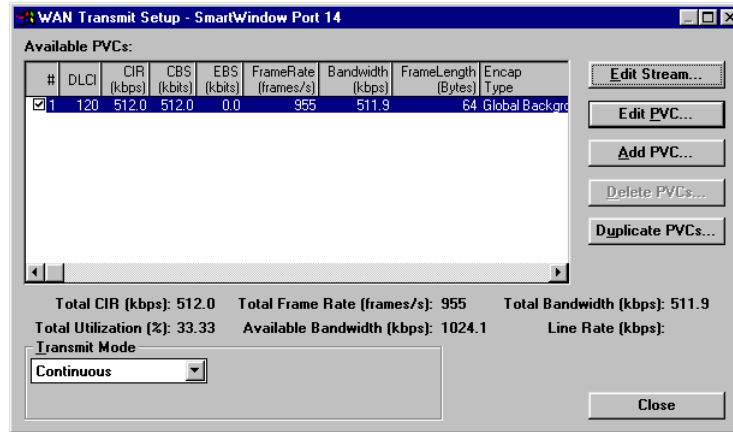 WAN Transmit Setup - SmartWindow Port 14
Available PVCs:
# DLCI CIR (kbps) CBS (kbits) EBS (kbits) FrameRate (frames/s) Bandwidth (kbps) FrameLength (Bytes) Encap Type
1 120 512.0 512.0 0.0 955 511.9 64 Global Backgro
Edit Stream...
Edit PVC...
Add PVC...
Delete PVCs...
Duplicate PVCs...
Total CIR (kbps): 512.0 Total Frame Rate (frames/s): 955 Total Bandwidth (kbps): 511.9
Total Utilization (%): 33.33 Available Bandwidth (kbps): 1024.1 Line Rate (kbps):
Transmit Mode
Continuous
Close